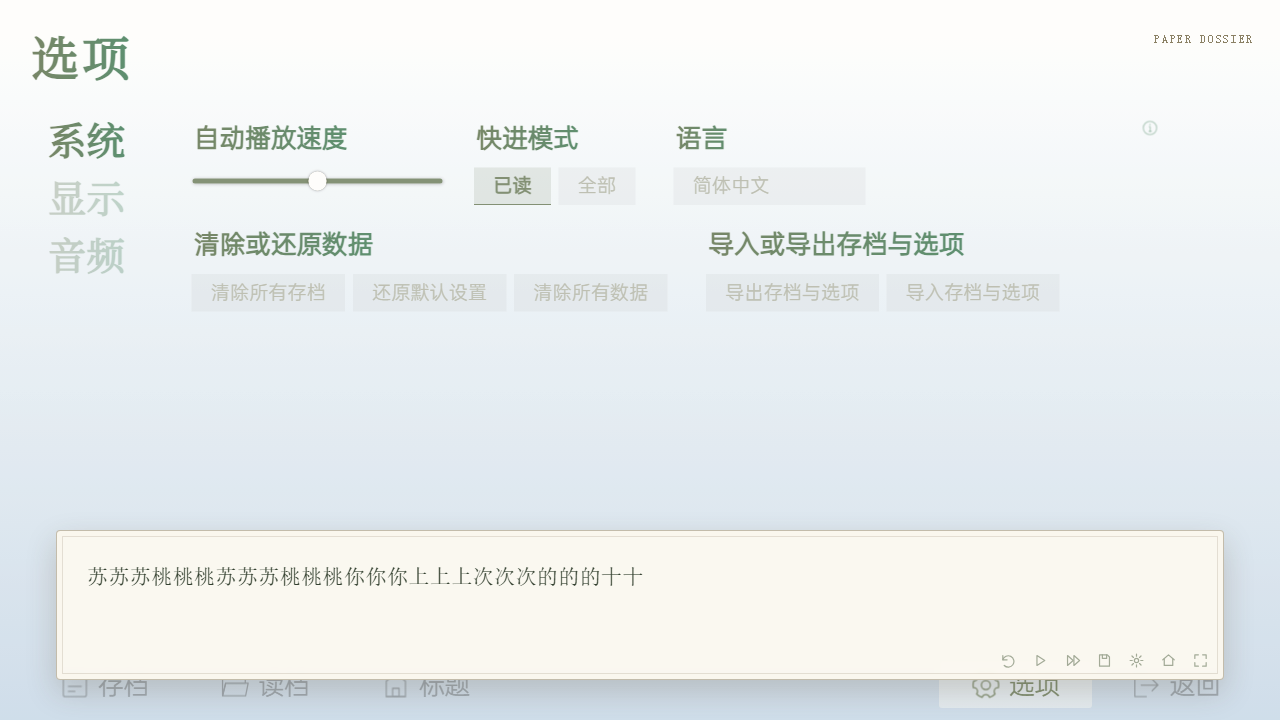 选项
PAPER DOSSIER
系统
显示
音频
自动播放速度
快进模式
语言
已读
全部
简体中文
清除或还原数据
导入或导出存档与选项
清除所有存档
还原默认设置
清除所有数据
导出存档与选项
导入存档与选项
苏苏苏桃桃桃苏苏苏桃桃桃你你你上上上次次次的的的十十
存档
读档
标题
选项
返回